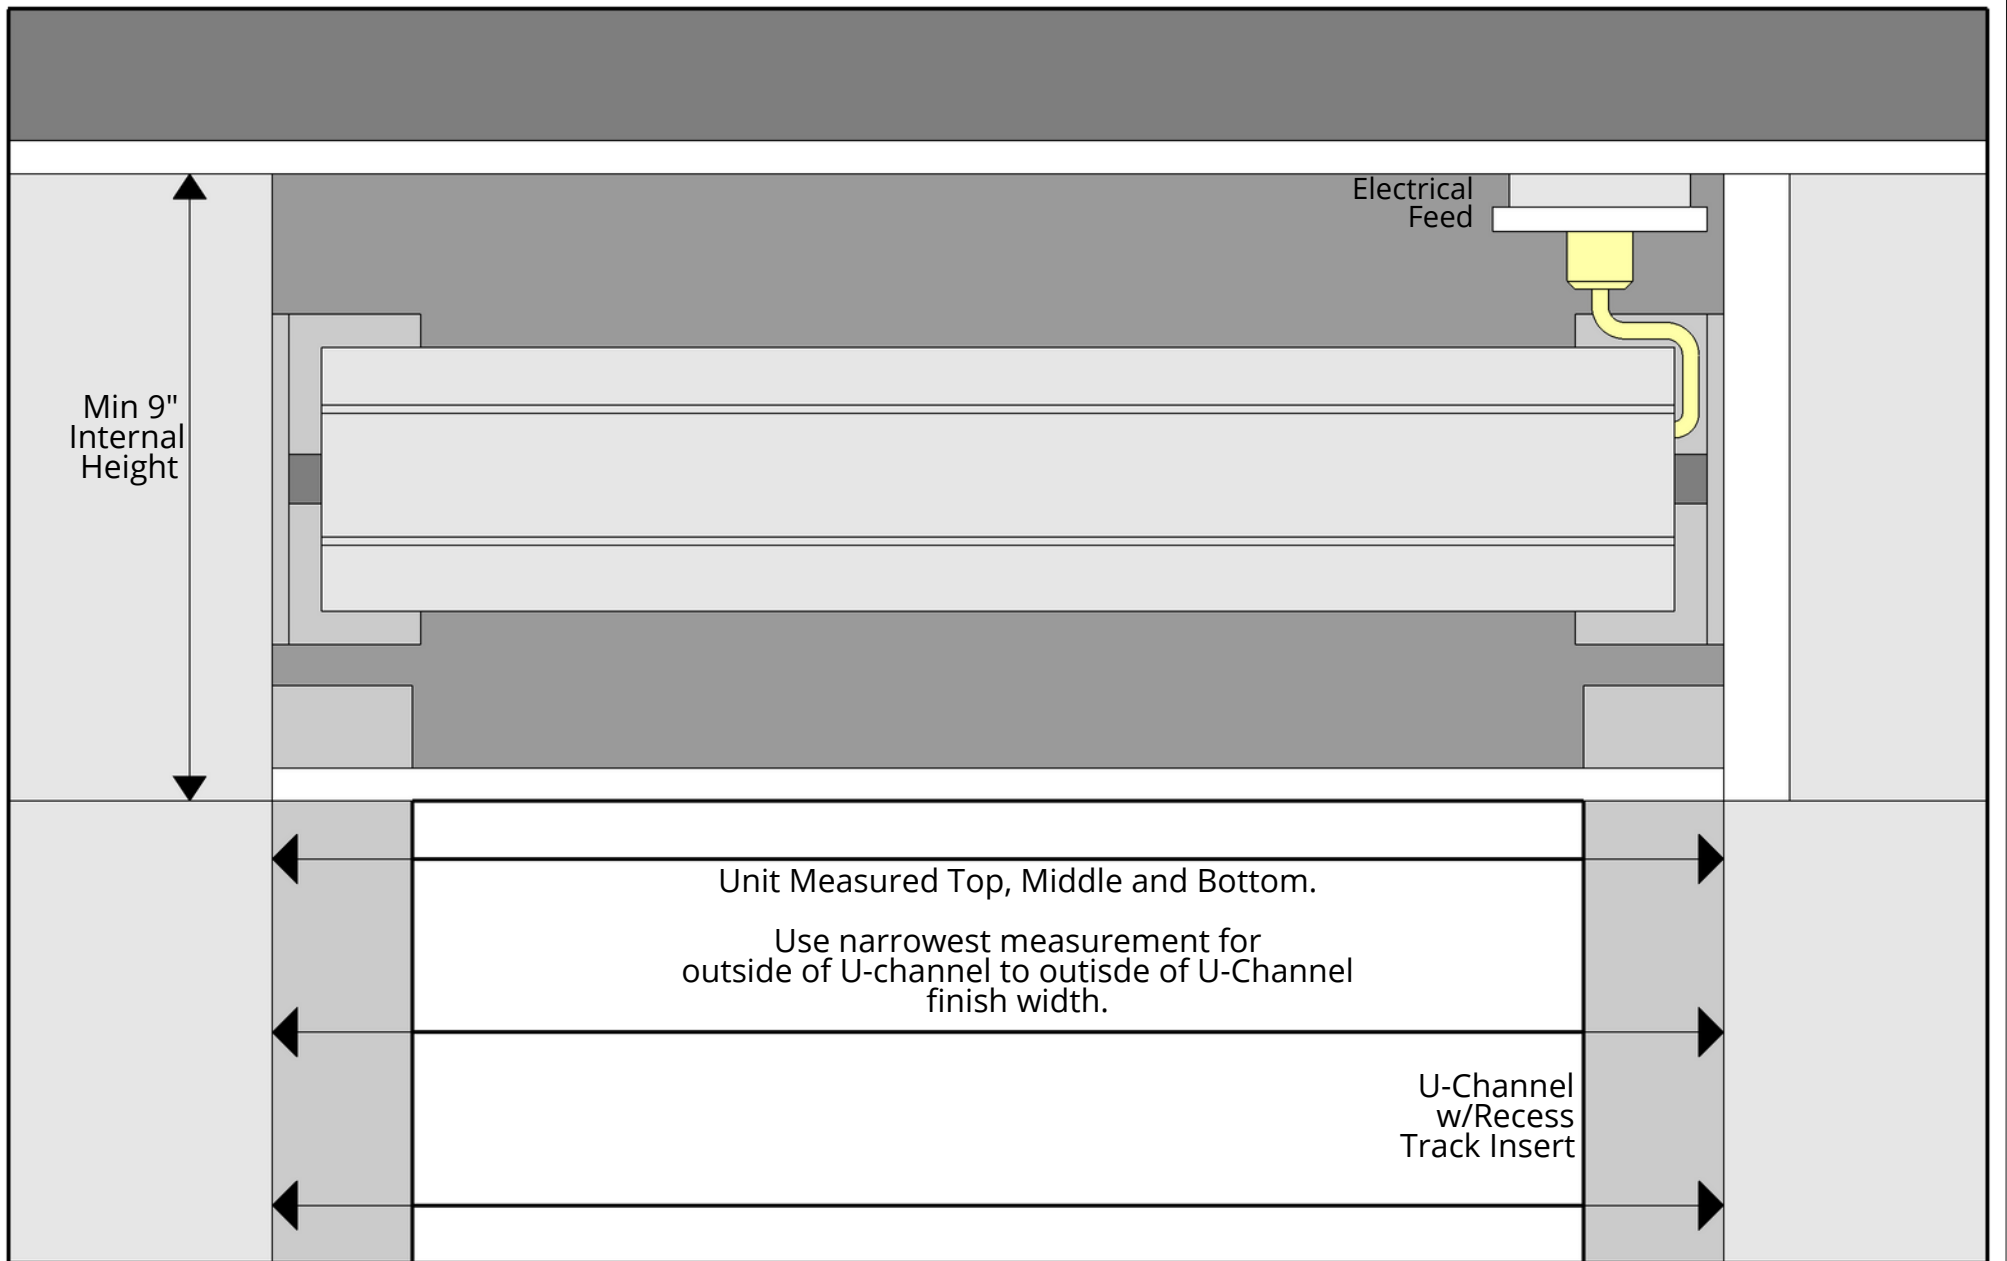 Electrical
Feed
Min 9"
Internal
Height
Unit Measured Top, Middle and Bottom.
Use narrowest measurement for
outside of U-channel to outisde of U-Channel
finish width.
U-Channel
w/Recess
Track Insert